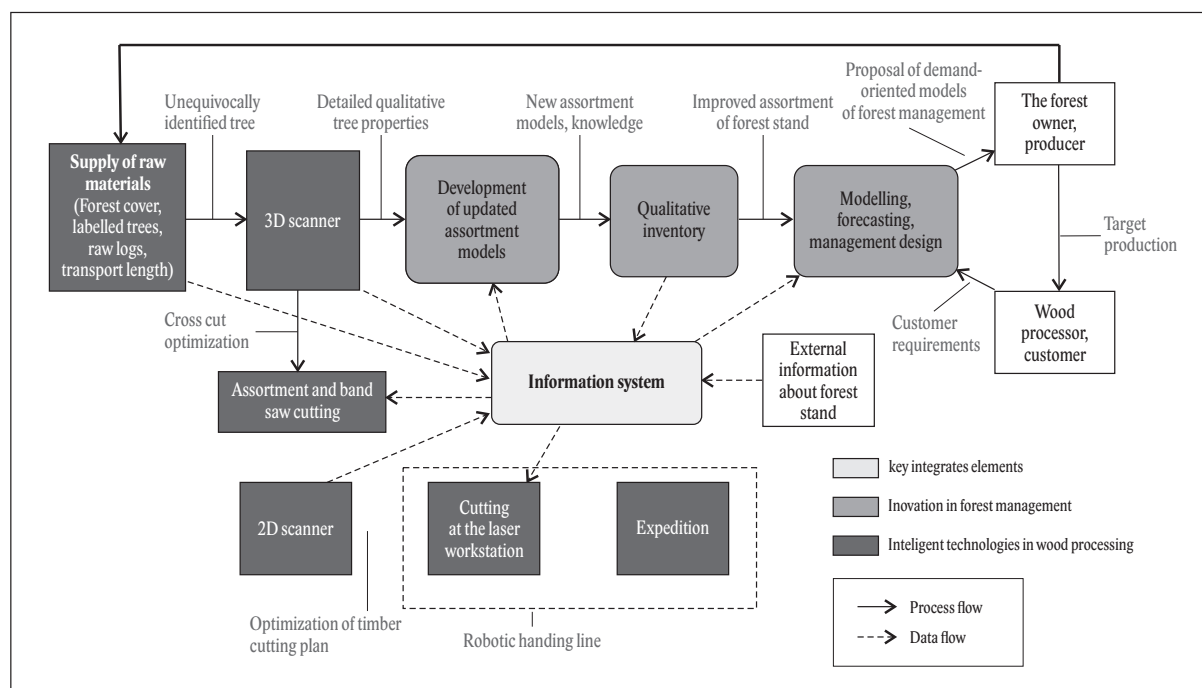 Unequivocally
identified tree
Detailed qualitative
tree properties
New assortment
models, knowledge
Improved assortment
of forest stand
Proposal of demand-
oriented models
of forest management
The forest
owner,
producer
Supply of raw
materials
(Forest cover,
labelled trees,
raw logs,
transport length)
3D scanner
Development
of updated
assortment
models
Qualitative
inventory
Modelling,
forecasting,
management design
Target
production
Cross cut
optimization
Customer
requirements
Wood
processor,
customer
Assortment and band
saw cutting
Information system
External
information
about forest
stand
2D scanner
Cutting
at the laser
workstation
Expedition
key integrates elements
Inovation in forest management
Inteligent technologies in wood processing
Optimization of timber
cutting plan
Robotic handing line
Process flow
Data flow